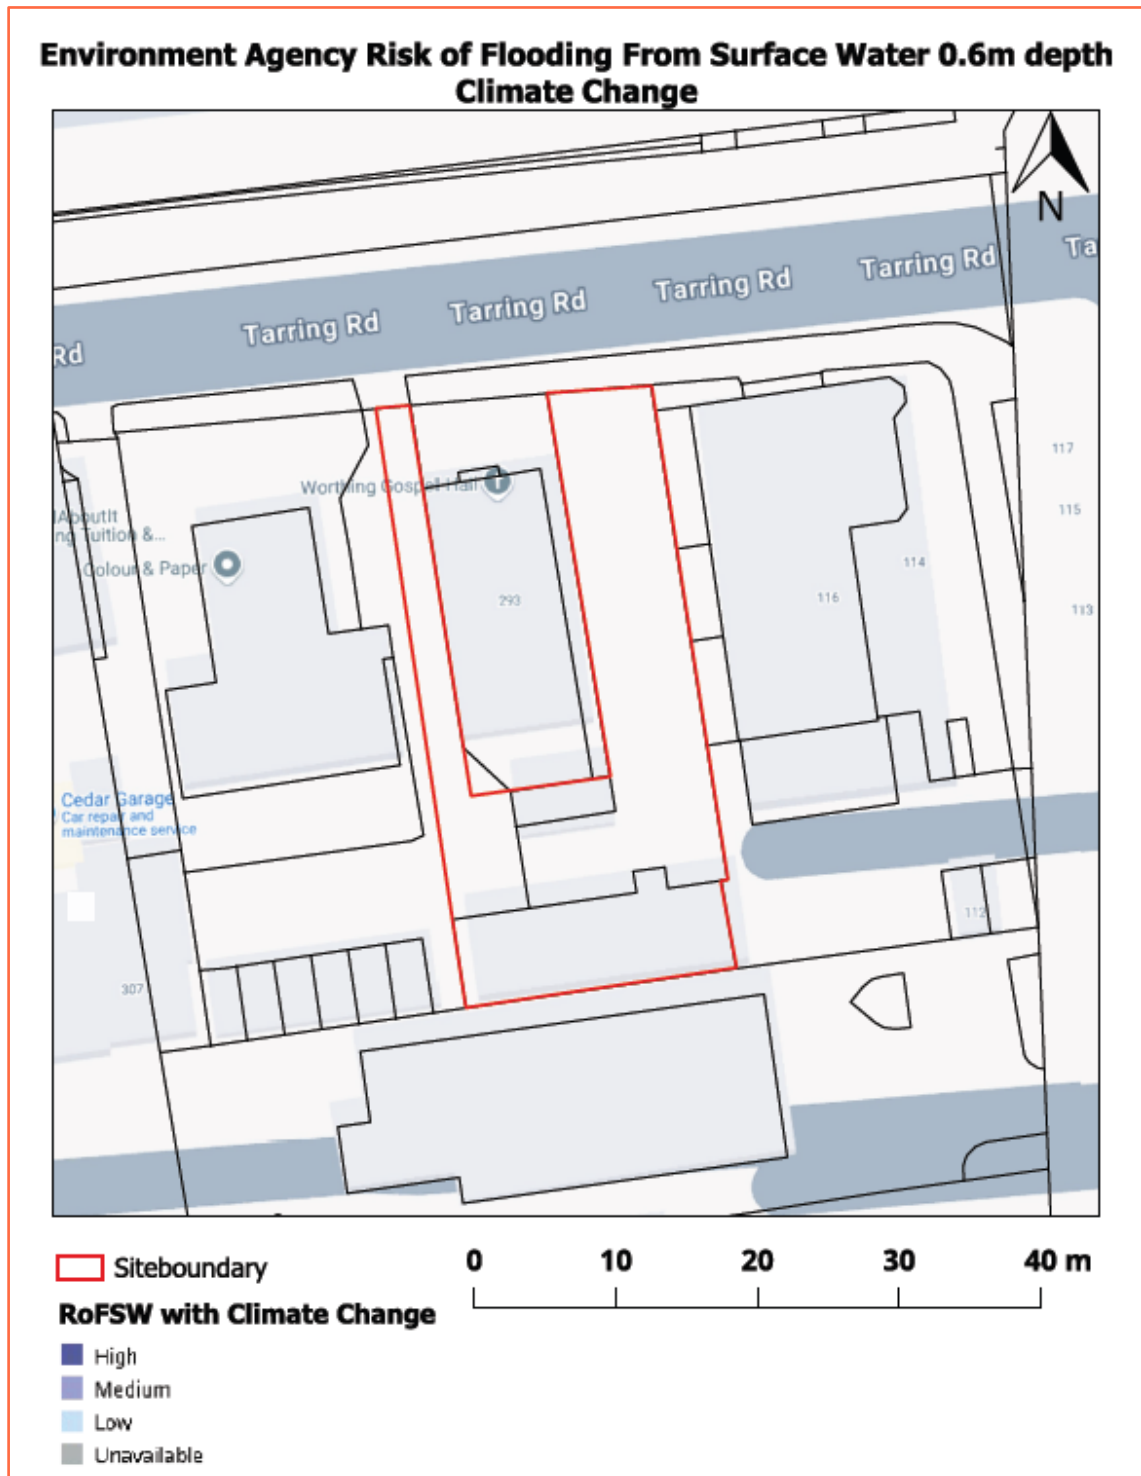 Environment Agency Risk of Flooding From Surface Water 0.6m depth
Climate Change
N
Tarring Rd
Tarring Rd
Tarring Rd
Tarring Rd
Ta
Rd
Worthing Gospel Hall
117
115
113
114
116
293
lAboutIt
ng Tuition &...
Colour & Paper
Cedar Garage
Car repair and
maintenance service
112
307
Siteboundary
0 10 20 30 40 m
RoFSW with Climate Change
High
Medium
Low
Unavailable